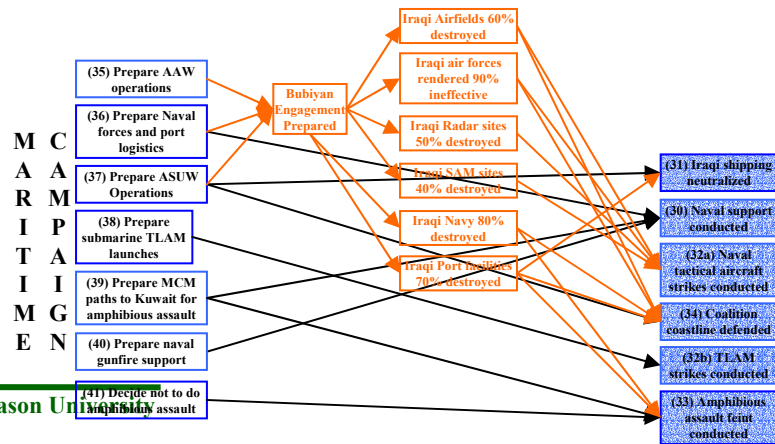 MARITIME
CAMPAIGN
(35) Prepare AAW
operations
(36) Prepare Naval
forces and port
logistics
(37) Prepare ASUW
Operations
(38) Prepare
submarine TLAM
launches
(39) Prepare MCM
paths to Kuwait for
amphibious assault
(40) Prepare naval
gunfire support
(41) Decide not to do
amphibious assault
ason University
Bubiyan
Engagement
Prepared
Iraqi Airfields 60%
destroyed
Iraqi air forces
rendered 90%
ineffective
Iraqi Radar sites
50% destroyed
Iraqi SAM sites
40% destroyed
Iraqi Navy 80%
destroyed
Iraqi Port facilities
70% destroyed
(31) Iraqi shipping
neutralized
(30) Naval support
conducted
(32a) Naval
tactical aircraft
strikes conducted
(34) Coalition
coastline defended
(32b) TLAM
strikes conducted
(33) Amphibious
assault feint
conducted